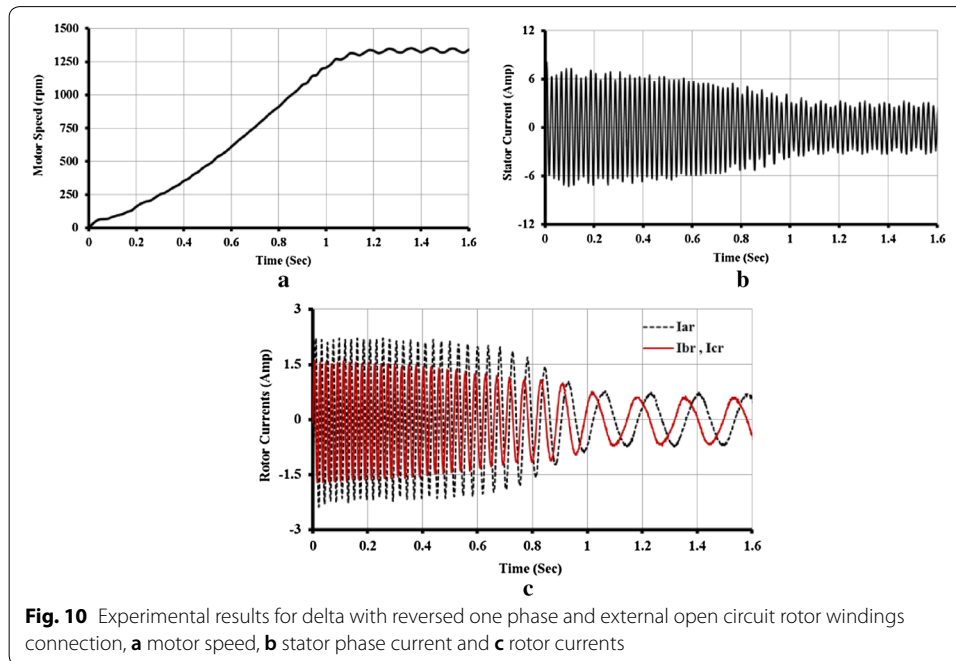 1500
1250
1000
750
500
250
0
Motor Speed (rpm)
0 0.2 0.4 0.6 0.8 1 1.2 1.4 1.6
Time (Sec)
a
12
6
0
-6
-12
Stator Current (Amp)
0 0.2 0.4 0.6 0.8 1 1.2 1.4 1.6
Time (Sec)
b
3
1.5
0
-1.5
-3
Rotor Currents (Amp)
Iar
Ibr , Icr
0 0.2 0.4 0.6 0.8 1 1.2 1.4 1.6
Time (Sec)
c
Fig. 10 Experimental results for delta with reversed one phase and external open circuit rotor windings
connection, a motor speed, b stator phase current and c rotor currents